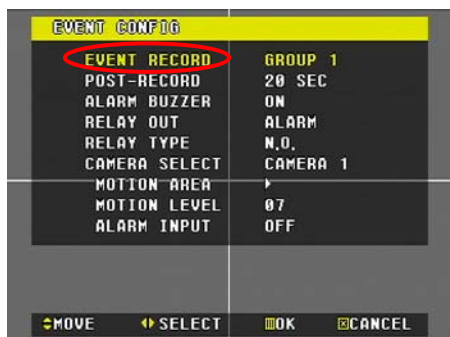 EVENT CONFIG
EVENT RECORD GROUP 1
POST-RECORD 20 SEC
ALARM BUZZER ON
RELAY OUT ALARM
RELAY TYPE N.O.
CAMERA SELECT CAMERA 1
MOTION AREA
MOTION LEVEL 07
ALARM INPUT OFF
MOVE SELECT OK CANCEL